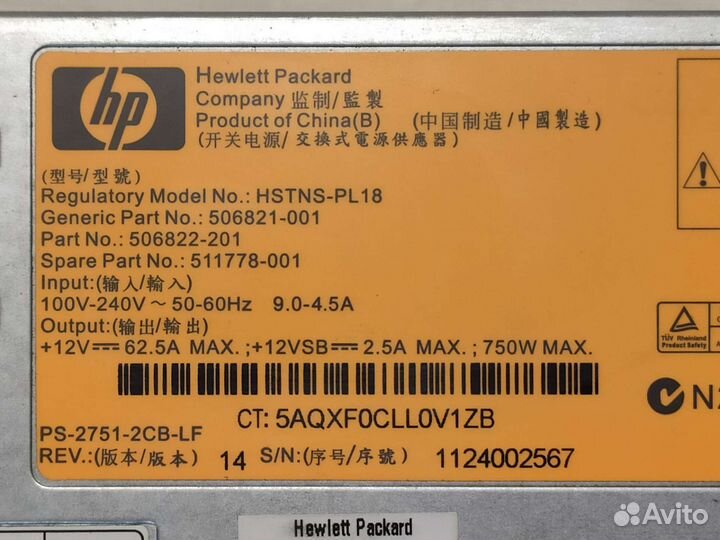 hp
Hewlett Packard
Company 监制/監製
Product of China(B) (中国制造/中國製造)
(开关电源/交換式電源供應器)
(型号/型號)
Regulatory Model No.: HSTNS-PL18
Generic Part No.: 506821-001
Part No.: 506822-201
Spare Part No.: 511778-001
Input:(输入/輸入)
100V-240V～ 50-60Hz 9.0-4.5A
Output:(输出/輸出)
+12V⎓62.5A MAX. ;+12VSB⎓2.5A MAX. ; 750W MAX.
TÜV Rheinland
Product Safety
CT: 5AQXF0CLL0V1ZB
PS-2751-2CB-LF
REV.:(版本/版本) 14 S/N:(序号/序號) 1124002567
Hewlett Packard
Avito